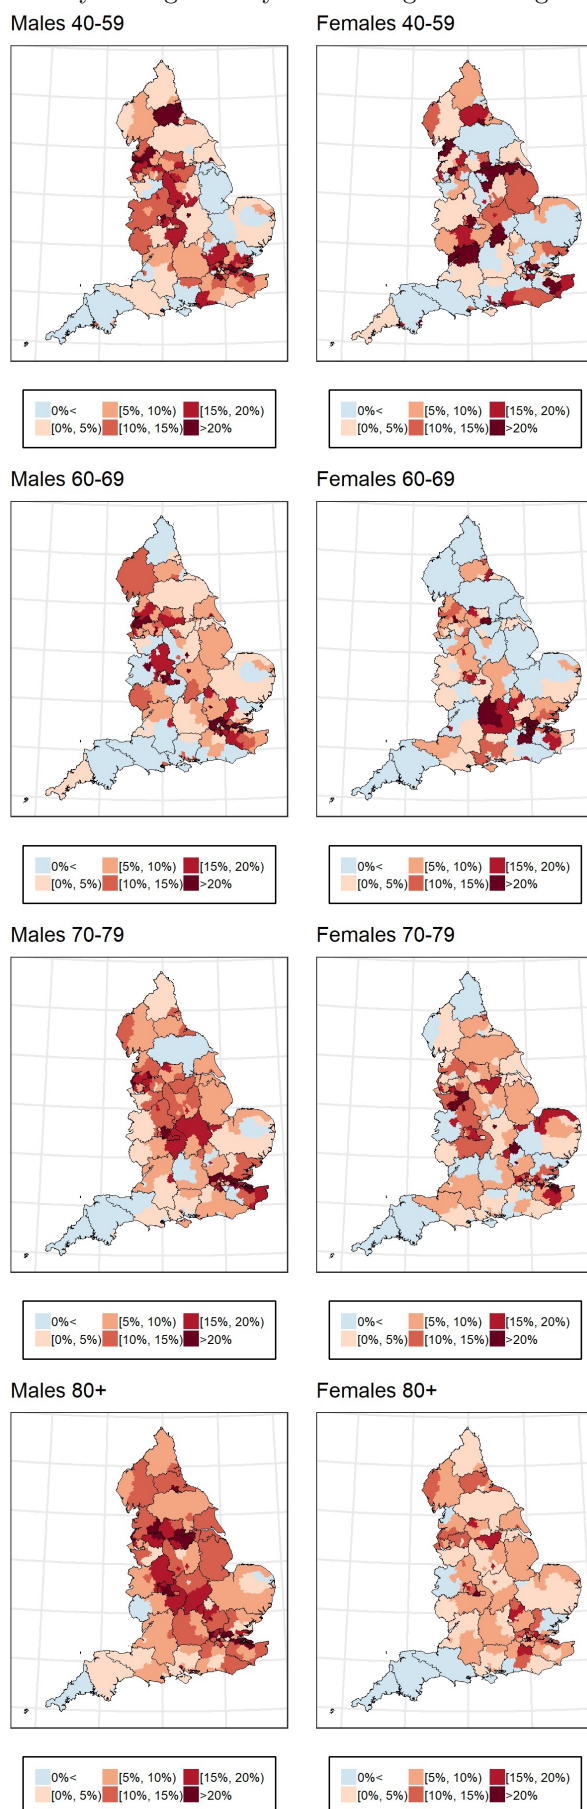 Males 40-59 Females 40-59
0%< [5%, 10%) [15%, 20%) 0%< [5%, 10%) [15%, 20%)
[0%, 5%) [10%, 15%) >20% [0%, 5%) [10%, 15%) >20%
Males 60-69 Females 60-69
0%< [5%, 10%) [15%, 20%) 0%< [5%, 10%) [15%, 20%)
[0%, 5%) [10%, 15%) >20% [0%, 5%) [10%, 15%) >20%
Males 70-79 Females 70-79
0%< [5%, 10%) [15%, 20%) 0%< [5%, 10%) [15%, 20%)
[0%, 5%) [10%, 15%) >20% [0%, 5%) [10%, 15%) >20%
Males 80+ Females 80+
0%< [5%, 10%) [15%, 20%) 0%< [5%, 10%) [15%, 20%)
[0%, 5%) [10%, 15%) >20% [0%, 5%) [10%, 15%) >20%